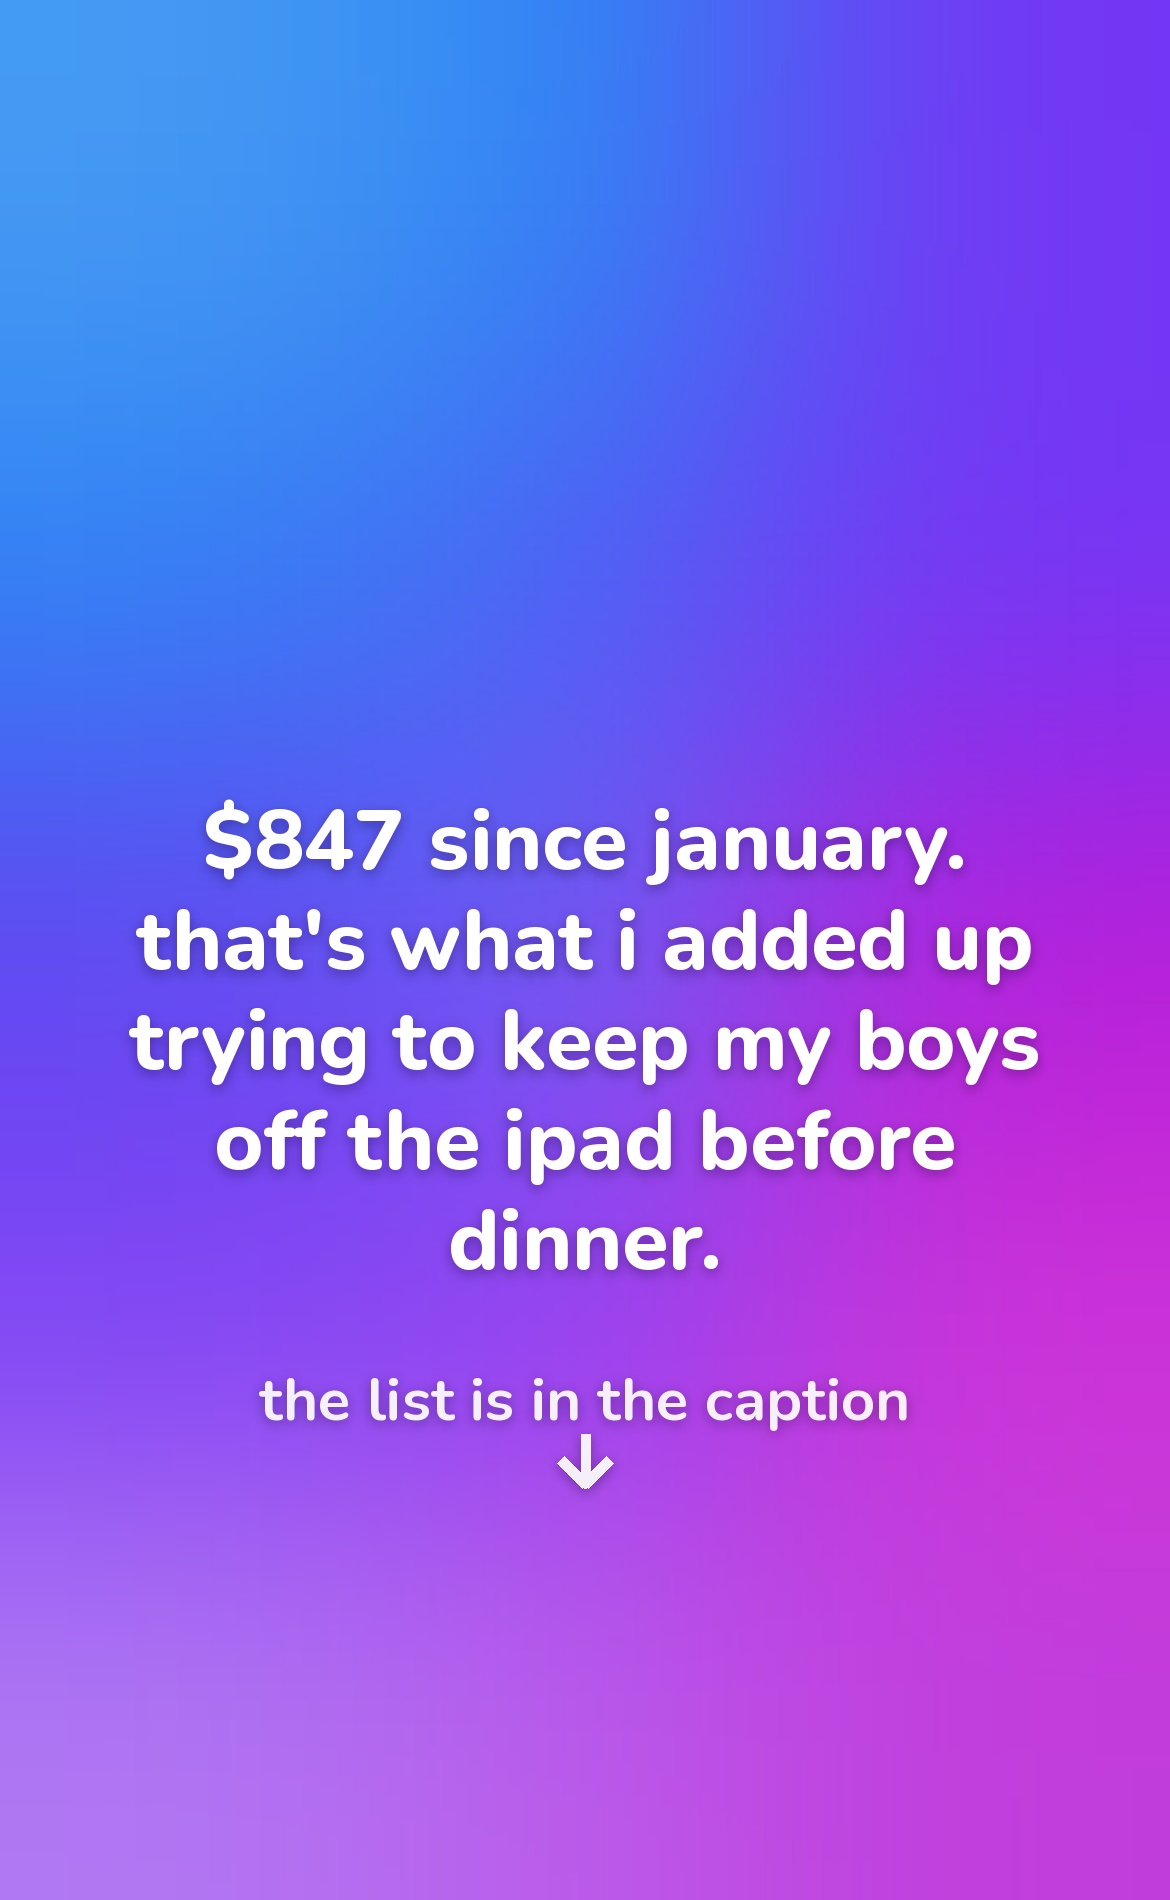 $847 since january.
that's what i added up
trying to keep my boys
off the ipad before
dinner.
the list is in the caption
↓